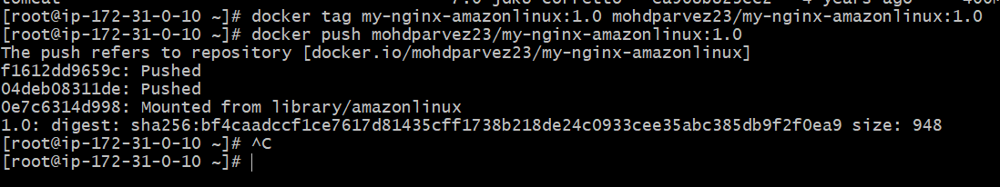 [root@ip-172-31-0-10 ~]# docker tag my-nginx-amazonlinux:1.0 mohdparvez23/my-nginx-amazonlinux:1.0
[root@ip-172-31-0-10 ~]# docker push mohdparvez23/my-nginx-amazonlinux:1.0
The push refers to repository [docker.io/mohdparvez23/my-nginx-amazonlinux]
f1612dd9659c: Pushed
04deb08311de: Pushed
0e7c6314d998: Mounted from library/amazonlinux
1.0: digest: sha256:bf4caadccf1ce7617d81435cff1738b218de24c0933cee35abc385db9f2f0ea9 size: 948
[root@ip-172-31-0-10 ~]# ^C
[root@ip-172-31-0-10 ~]#